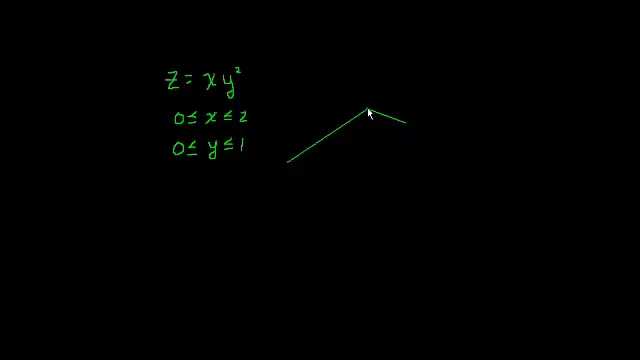 z = xy²
0 ≤ x ≤ 2
0 ≤ y ≤ 1